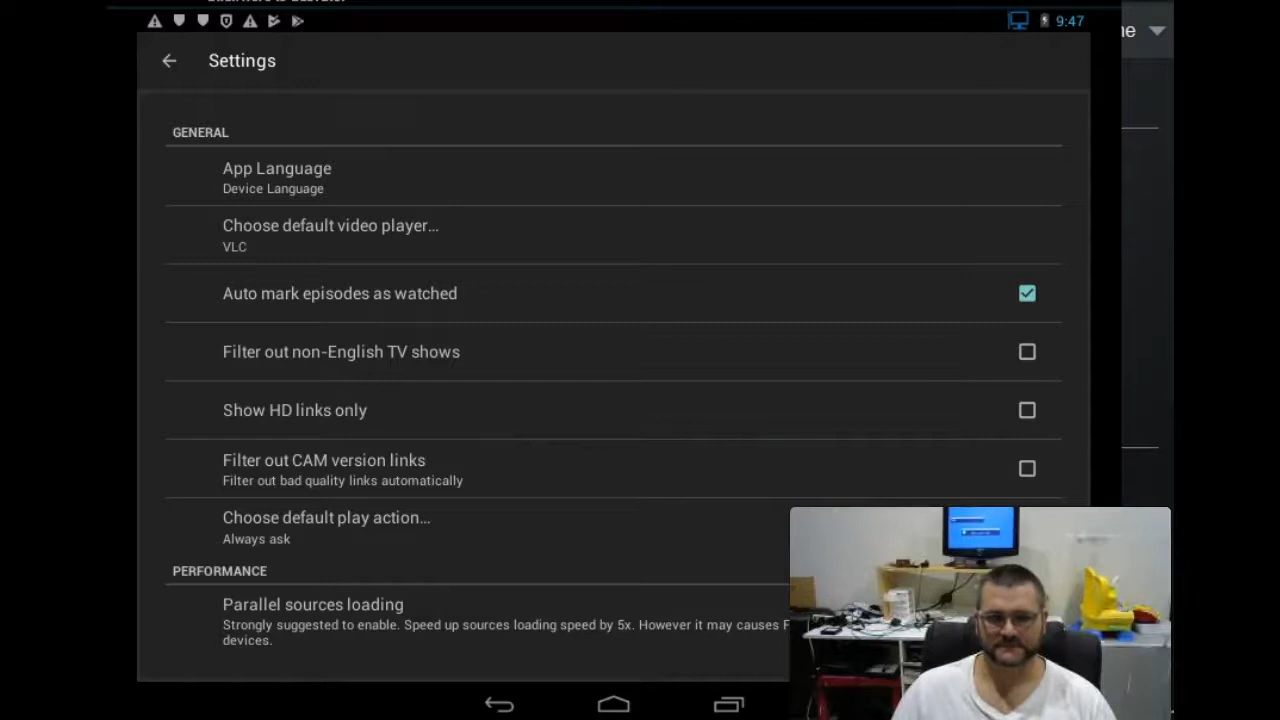 9:47
ne
Settings
GENERAL
App Language
Device Language
Choose default video player...
VLC
Auto mark episodes as watched
Filter out non-English TV shows
Show HD links only
Filter out CAM version links
Filter out bad quality links automatically
Choose default play action...
Always ask
PERFORMANCE
Parallel sources loading
Strongly suggested to enable. Speed up sources loading speed by 5x. However it may causes F
devices.